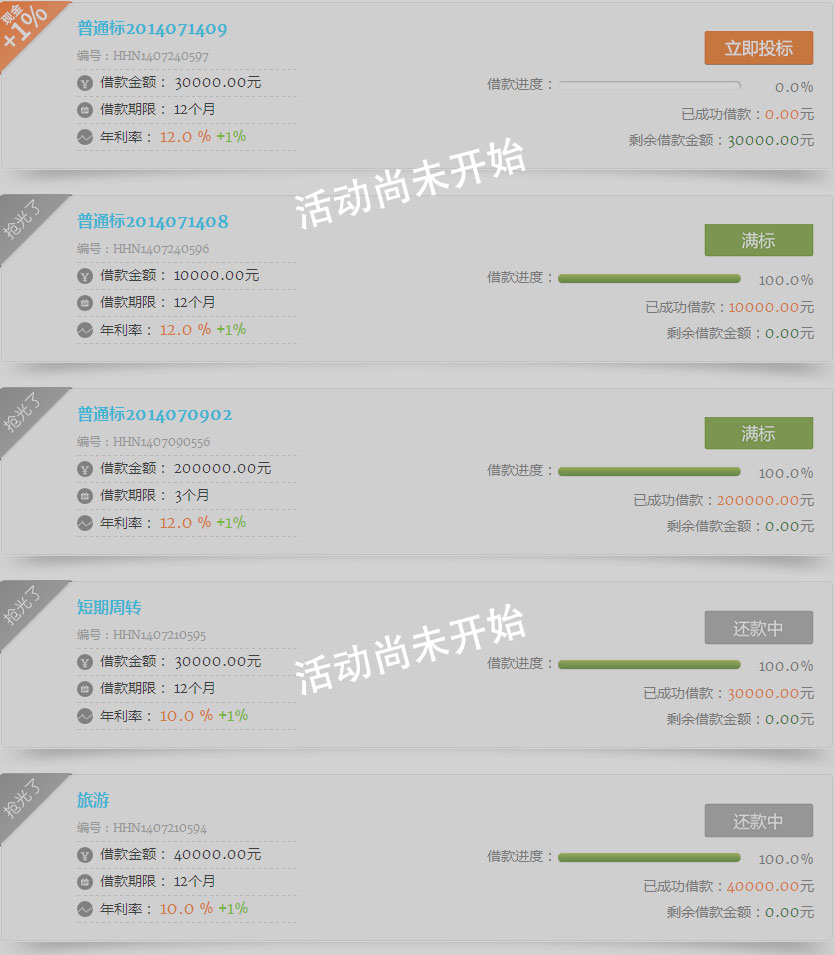 现金
+1%
普通标2014071409
编号：HHN1407240597
立即投标
借款金额： 30000.00元
借款进度： 0.0%
借款期限： 12个月
已成功借款：0.00元
年利率： 12.0 % +1%
剩余借款金额：30000.00元
活动尚未开始
抢光了
普通标2014071408
编号：HHN1407240596
满标
借款金额： 10000.00元
借款进度： 100.0%
借款期限： 12个月
已成功借款：10000.00元
年利率： 12.0 % +1%
剩余借款金额：0.00元
抢光了
普通标2014070902
编号：HHN1407090556
满标
借款金额： 200000.00元
借款进度： 100.0%
借款期限： 3个月
已成功借款：200000.00元
年利率： 12.0 % +1%
剩余借款金额：0.00元
抢光了
短期周转
编号：HHN1407210595
还款中
活动尚未开始
借款金额： 30000.00元
借款进度： 100.0%
借款期限： 12个月
已成功借款：30000.00元
年利率： 10.0 % +1%
剩余借款金额：0.00元
抢光了
旅游
编号：HHN1407210594
还款中
借款金额： 40000.00元
借款进度： 100.0%
借款期限： 12个月
已成功借款：40000.00元
年利率： 10.0 % +1%
剩余借款金额：0.00元